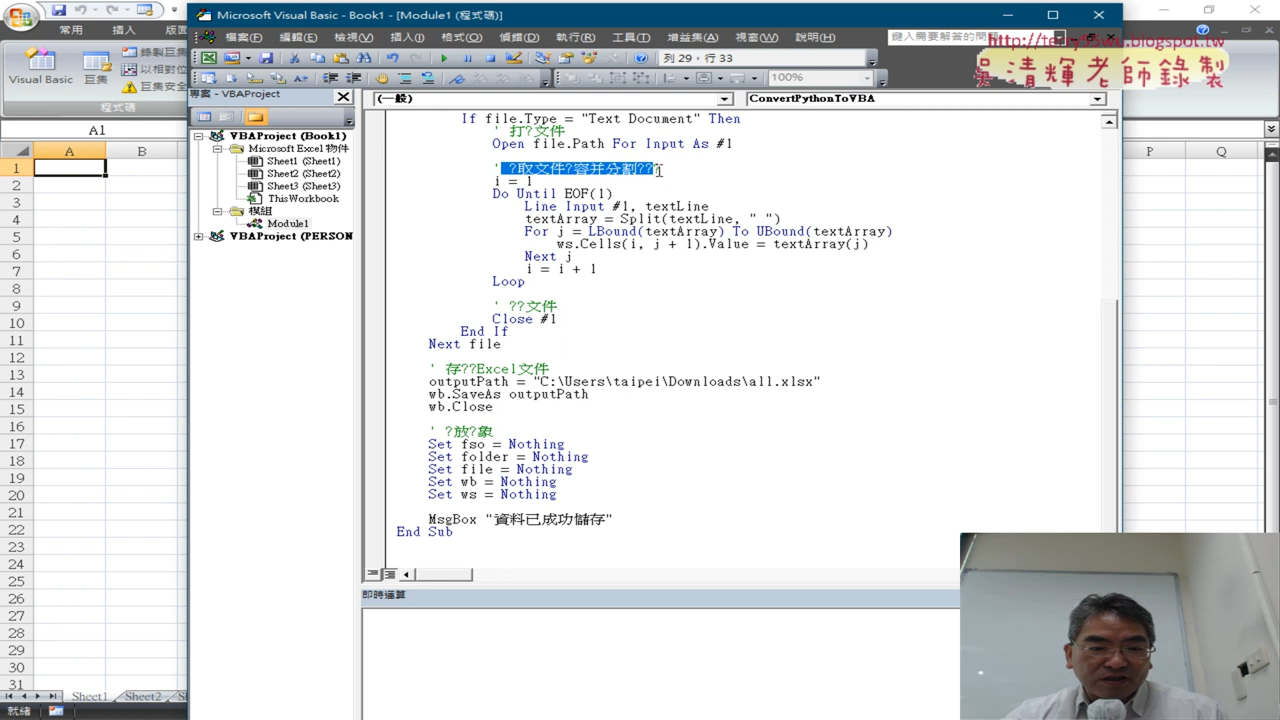 Microsoft Visual Basic - Book1 - [Module1 (程式碼)]
常用 插入 版面
檔案(F) 編輯(E) 檢視(V) 插入(I) 格式(O) 偵錯(D) 執行(R) 工具(T) 增益集(A) 視窗(W) 說明(H)
鍵入需要解答的問
http://terry55wu.blogspot.tw
吳清輝老師錄製
列 29, 行 33
100%
Visual Basic
巨集
錄製巨集
以相對位
巨集安全
程式碼
專案 - VBAProject
(一般)
ConvertPythonToVBA
A1
VBAProject (Book1)
Microsoft Excel 物件
Sheet1 (Sheet1)
Sheet2 (Sheet2)
Sheet3 (Sheet3)
ThisWorkbook
模組
Module1
VBAProject (PERSON
If file.Type = "Text Document" Then
' 打?文件
Open file.Path For Input As #1
' ?取文件?容并分割???
i = 1
Do Until EOF(1)
Line Input #1, textLine
textArray = Split(textLine, " ")
For j = LBound(textArray) To UBound(textArray)
ws.Cells(i, j + 1).Value = textArray(j)
Next j
i = i + 1
Loop
' ??文件
Close #1
End If
Next file
' 存??Excel文件
outputPath = "C:\Users\taipei\Downloads\all.xlsx"
wb.SaveAs outputPath
wb.Close
' ?放?象
Set fso = Nothing
Set folder = Nothing
Set file = Nothing
Set wb = Nothing
Set ws = Nothing
MsgBox "資料已成功儲存"
End Sub
即時運算
A B P Q
1
2
3
4
5
6
7
8
9
10
11
12
13
14
15
16
17
18
19
20
21
22
23
24
25
26
27
28
29
30
31
Sheet1 Sheet2 S
就緒